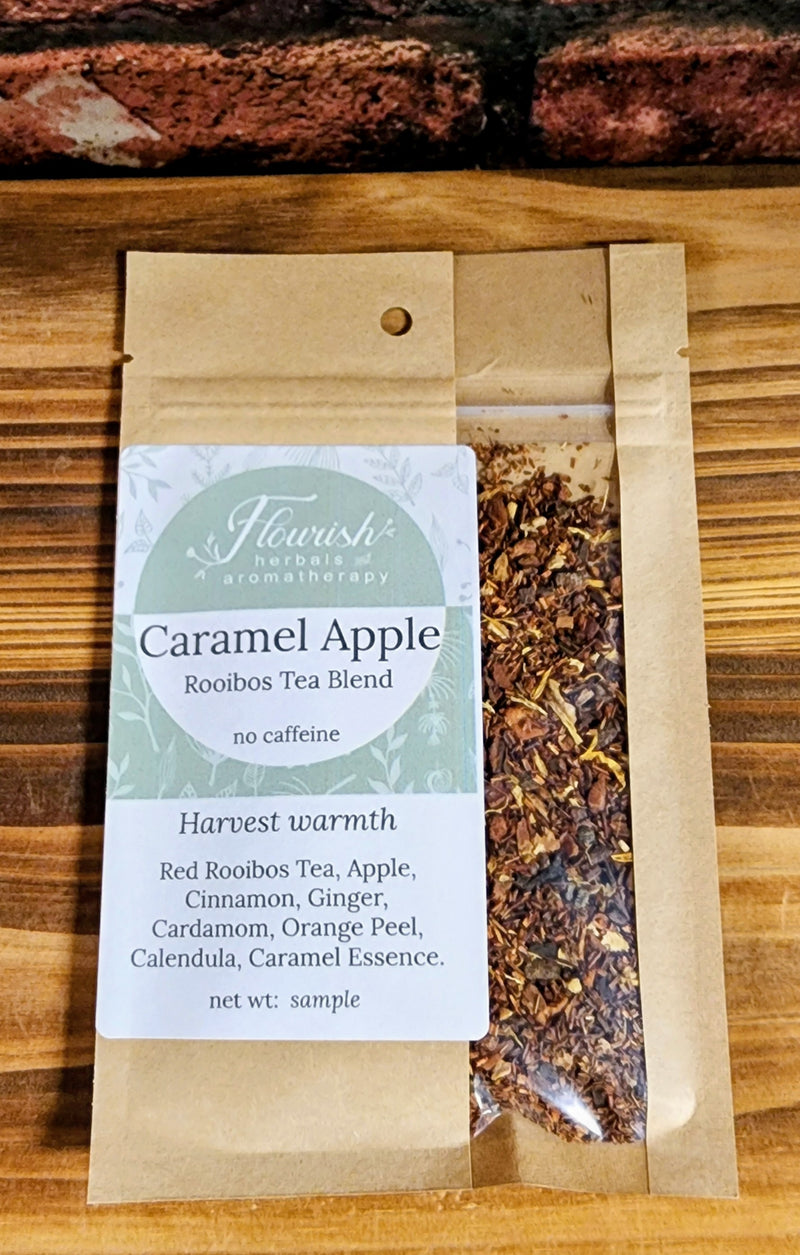 Flourish
herbals and
aromatherapy
Caramel Apple
Rooibos Tea Blend
no caffeine
Harvest warmth
Red Rooibos Tea, Apple,
Cinnamon, Ginger,
Cardamom, Orange Peel,
Calendula, Caramel Essence.
net wt: sample